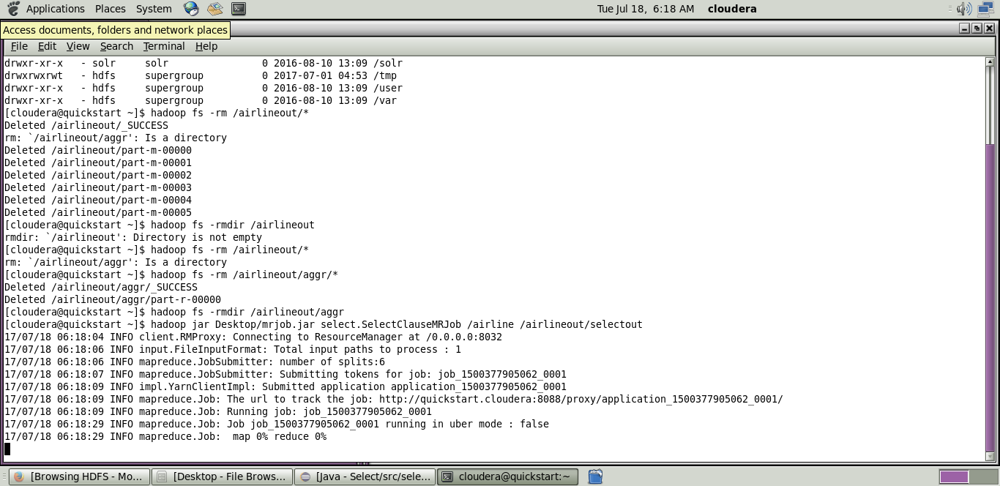 Applications Places System Tue Jul 18, 6:18 AM cloudera
Access documents, folders and network places
File Edit View Search Terminal Help
drwxr-xr-x   - solr     solr                0 2016-08-10 13:09 /solr
drwxrwxrwt   - hdfs     supergroup          0 2017-07-01 04:53 /tmp
drwxr-xr-x   - hdfs     supergroup          0 2016-08-10 13:09 /user
drwxr-xr-x   - hdfs     supergroup          0 2016-08-10 13:09 /var
[cloudera@quickstart ~]$ hadoop fs -rm /airlineout/*
Deleted /airlineout/_SUCCESS
rm: `/airlineout/aggr': Is a directory
Deleted /airlineout/part-m-00000
Deleted /airlineout/part-m-00001
Deleted /airlineout/part-m-00002
Deleted /airlineout/part-m-00003
Deleted /airlineout/part-m-00004
Deleted /airlineout/part-m-00005
[cloudera@quickstart ~]$ hadoop fs -rmdir /airlineout
rmdir: `/airlineout': Directory is not empty
[cloudera@quickstart ~]$ hadoop fs -rm /airlineout/*
rm: `/airlineout/aggr': Is a directory
[cloudera@quickstart ~]$ hadoop fs -rm /airlineout/aggr/*
Deleted /airlineout/aggr/_SUCCESS
Deleted /airlineout/aggr/part-r-00000
[cloudera@quickstart ~]$ hadoop fs -rmdir /airlineout/aggr
[cloudera@quickstart ~]$ hadoop jar Desktop/mrjob.jar select.SelectClauseMRJob /airline /airlineout/selectout
17/07/18 06:18:04 INFO client.RMProxy: Connecting to ResourceManager at /0.0.0.0:8032
17/07/18 06:18:06 INFO input.FileInputFormat: Total input paths to process : 1
17/07/18 06:18:06 INFO mapreduce.JobSubmitter: number of splits:6
17/07/18 06:18:07 INFO mapreduce.JobSubmitter: Submitting tokens for job: job_1500377905062_0001
17/07/18 06:18:09 INFO impl.YarnClientImpl: Submitted application application_1500377905062_0001
17/07/18 06:18:09 INFO mapreduce.Job: The url to track the job: http://quickstart.cloudera:8088/proxy/application_1500377905062_0001/
17/07/18 06:18:09 INFO mapreduce.Job: Running job: job_1500377905062_0001
17/07/18 06:18:29 INFO mapreduce.Job: Job job_1500377905062_0001 running in uber mode : false
17/07/18 06:18:29 INFO mapreduce.Job:  map 0% reduce 0%
[Browsing HDFS - Mo... [Desktop - File Brows... [Java - Select/src/sele... cloudera@quickstart:~